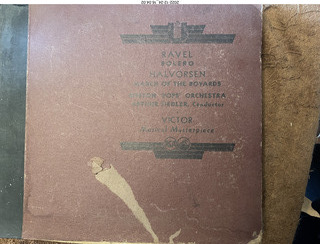 RAVEL
BOLERO
HALVORSEN
MARCH OF THE BOYARDS
BOSTON "POPS" ORCHESTRA
ARTHUR FIEDLER, Conductor
VICTOR
Musical Masterpiece